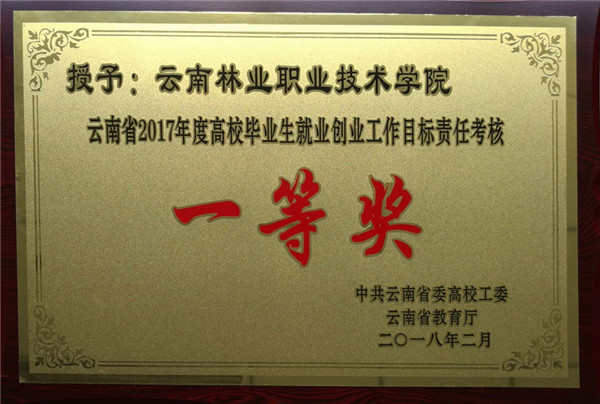 授予：云南林业职业技术学院
云南省2017年度高校毕业生就业创业工作目标责任考核
一等奖
中共云南省委高校工委
云南省教育厅
二〇一八年二月